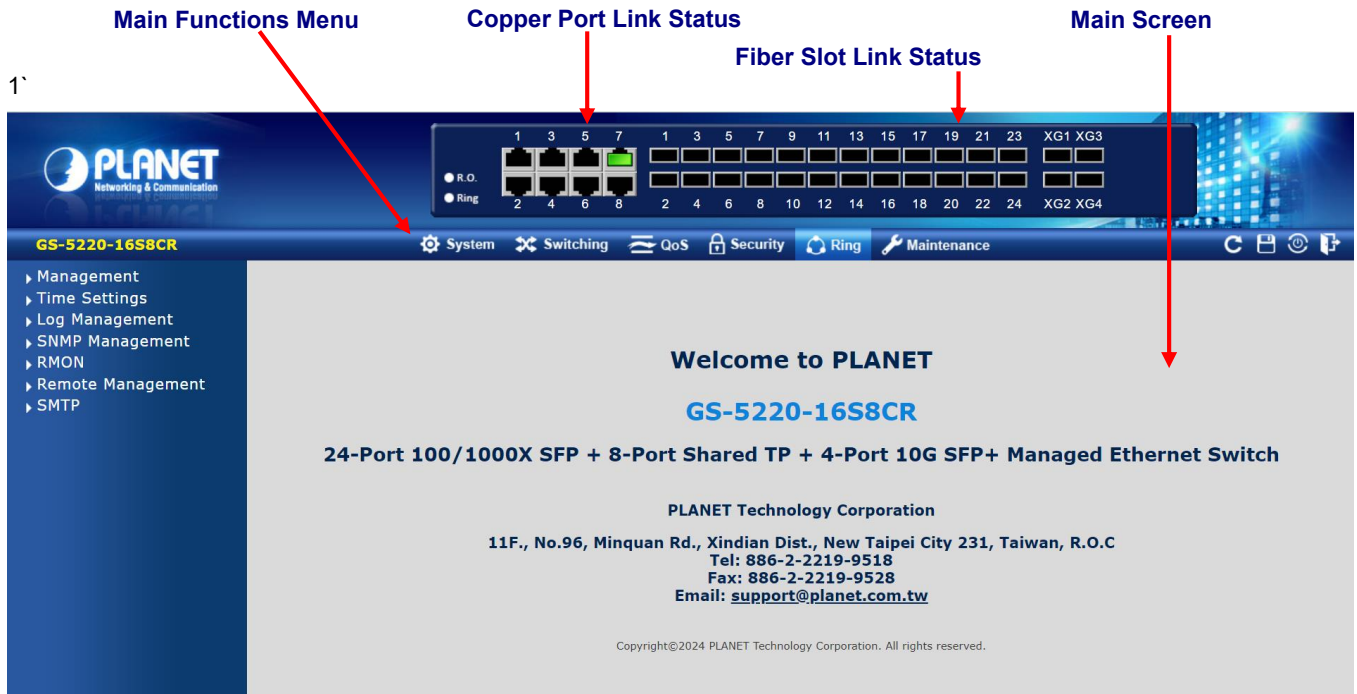 Main Functions Menu Copper Port Link Status Main Screen
Fiber Slot Link Status
1`
1 3 5 7 1 3 5 7 9 11 13 15 17 19 21 23 XG1 XG3
PLANET
Networking & Communication
R.O.
Ring
2 4 6 8 2 4 6 8 10 12 14 16 18 20 22 24 XG2 XG4
GS-5220-16S8CR System Switching QoS Security Ring Maintenance
Management
Time Settings
Log Management
SNMP Management
RMON
Remote Management
SMTP
Welcome to PLANET
GS-5220-16S8CR
24-Port 100/1000X SFP + 8-Port Shared TP + 4-Port 10G SFP+ Managed Ethernet Switch
PLANET Technology Corporation
11F., No.96, Minquan Rd., Xindian Dist., New Taipei City 231, Taiwan, R.O.C
Tel: 886-2-2219-9518
Fax: 886-2-2219-9528
Email: support@planet.com.tw
Copyright©2024 PLANET Technology Corporation. All rights reserved.